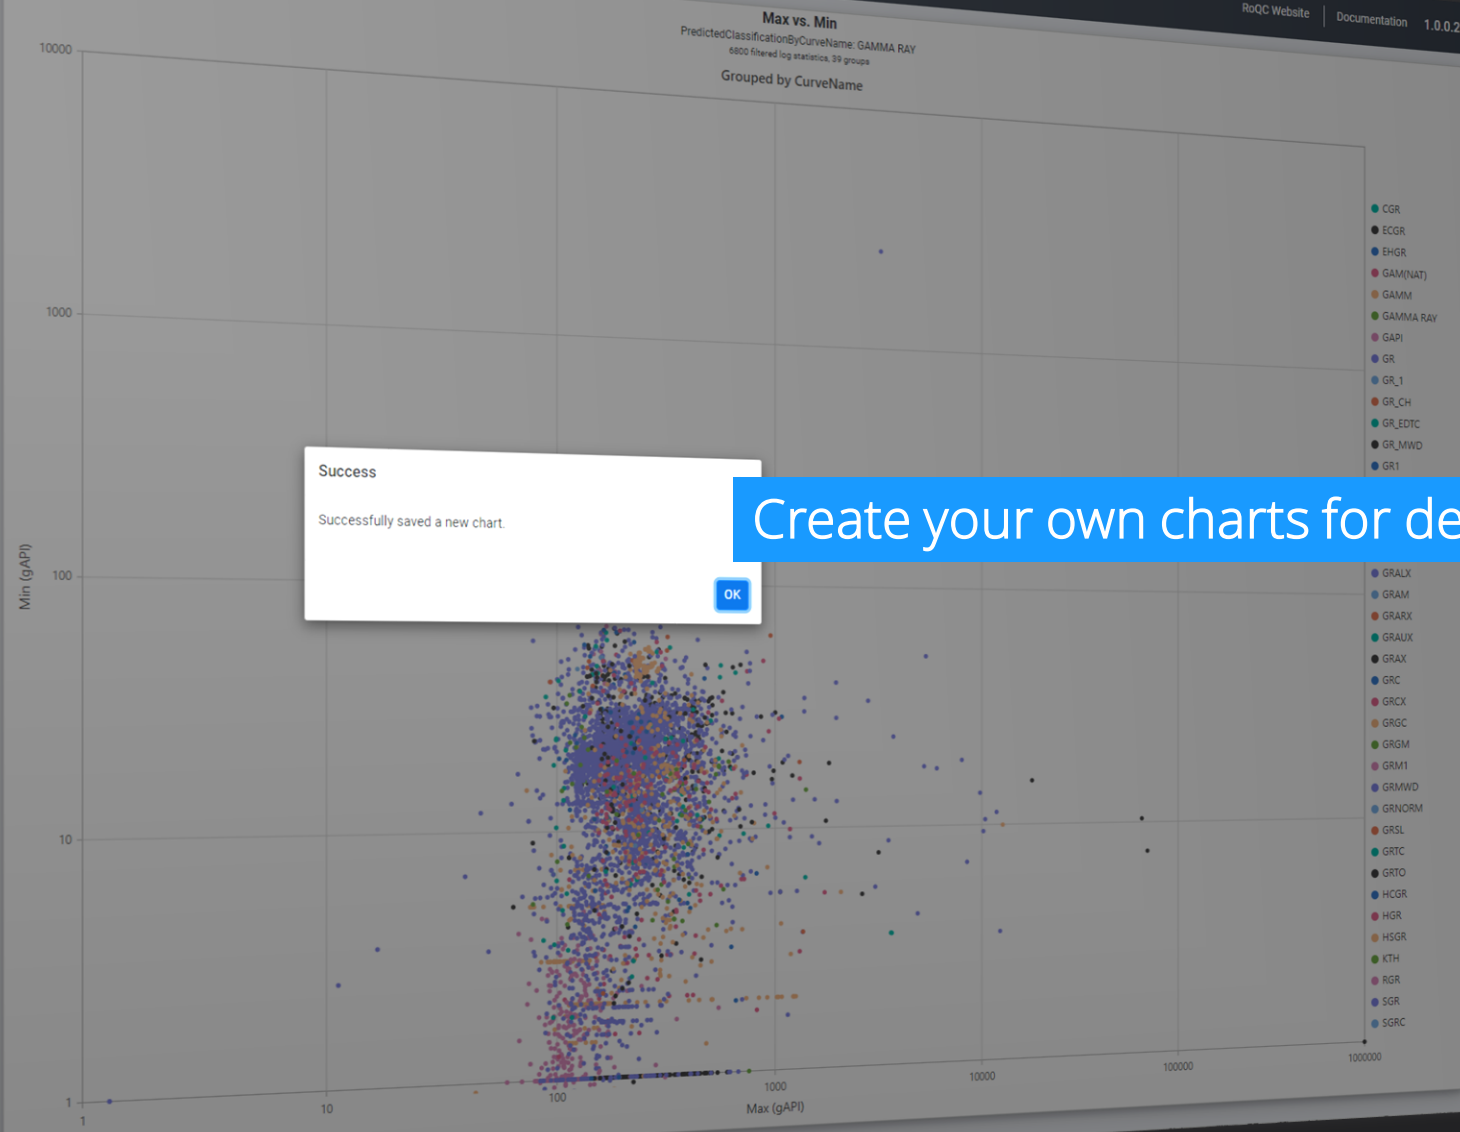 RoQC Website
Documentation
1.0.0.2
Max vs. Min
PredictedClassificationByCurveName: GAMMA RAY
6800 filtered log statistics, 39 groups
Grouped by CurveName
10000
1000
100
10
1
Min (gAPI)
CGR
ECGR
EHGR
GAM(NAT)
GAMM
GAMMA RAY
GAPI
GR
GR_1
GR_CH
GR_EDTC
GR_MWD
GR1
Success
Successfully saved a new chart.
OK
Create your own charts for de
GRALX
GRAM
GRARX
GRAUX
GRAX
GRC
GRCX
GRGC
GRGM
GRM1
GRMWD
GRNORM
GRSL
GRTC
GRTO
HCGR
HGR
HSGR
KTH
RGR
SGR
SGRC
1
10
100
1000
10000
100000
1000000
Max (gAPI)